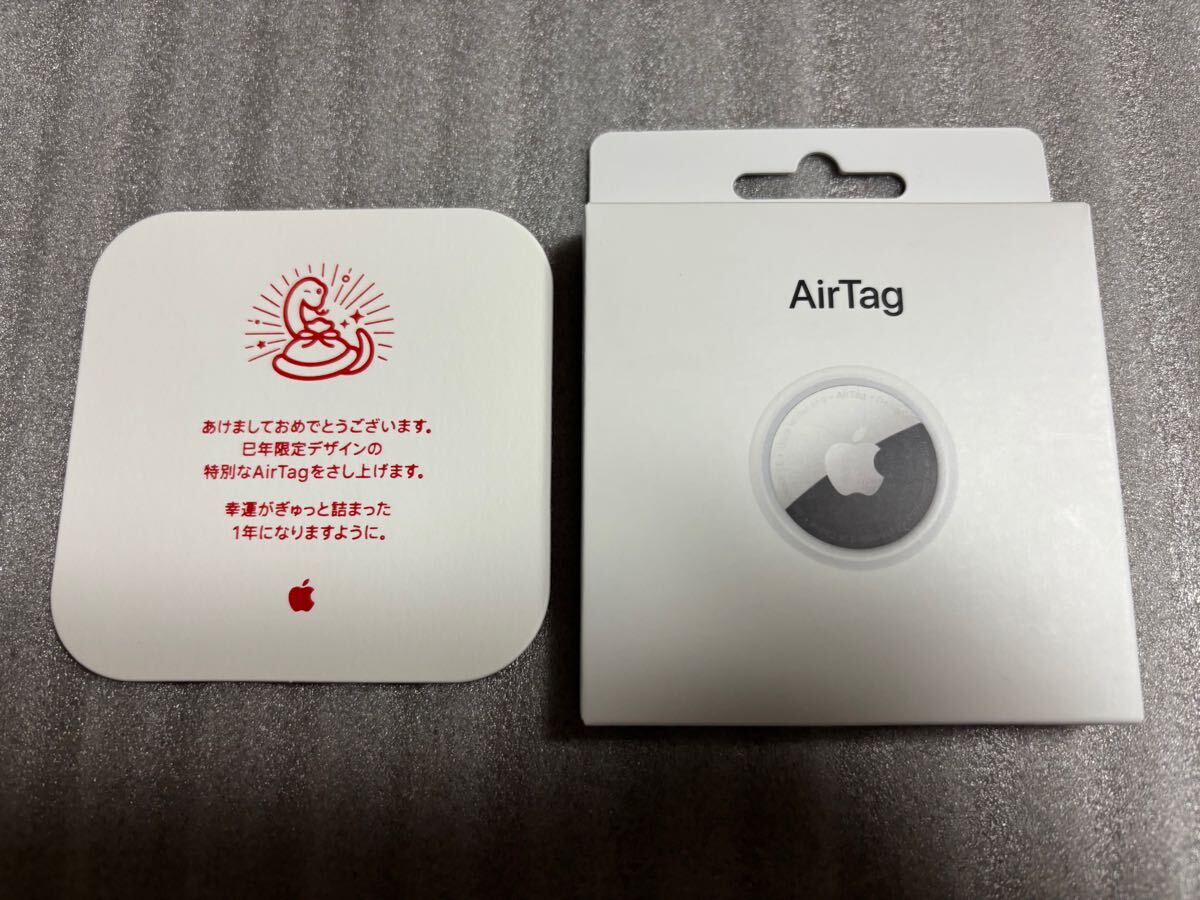 あけましておめでとうございます。
巳年限定デザインの
特別なAirTagをさし上げます。
幸運がぎゅっと詰まった
1年になりますように。
AirTag
AirTag